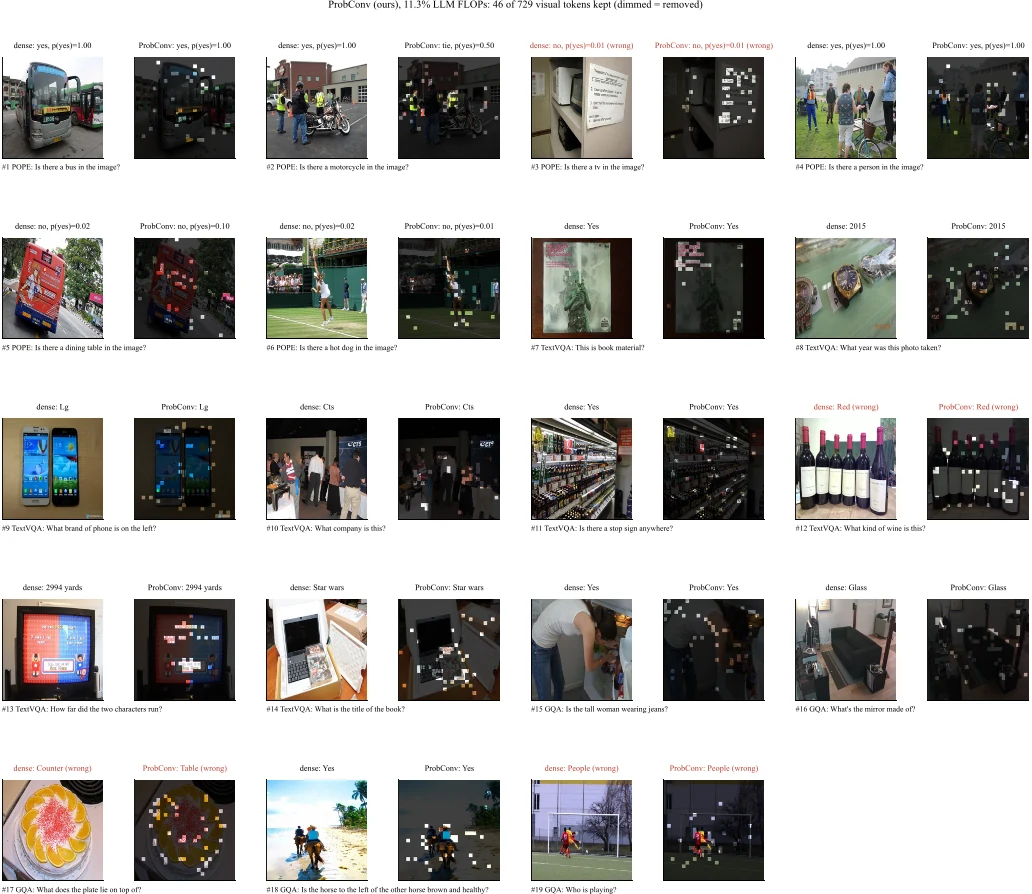 ProbConv (ours), 11.3% LLM FLOPs: 46 of 729 visual tokens kept (dimmed = removed)
dense: yes, p(yes)=1.00
ProbConv: yes, p(yes)=1.00
dense: yes, p(yes)=1.00
ProbConv: tie, p(yes)=0.50
dense: no, p(yes)=0.01 (wrong)
ProbConv: no, p(yes)=0.01 (wrong)
dense: yes, p(yes)=1.00
ProbConv: yes, p(yes)=1.00
#1 POPE: Is there a bus in the image?
#2 POPE: Is there a motorcycle in the image?
#3 POPE: Is there a tv in the image?
#4 POPE: Is there a person in the image?
dense: no, p(yes)=0.02
ProbConv: no, p(yes)=0.10
dense: no, p(yes)=0.02
ProbConv: no, p(yes)=0.01
dense: Yes
ProbConv: Yes
dense: 2015
ProbConv: 2015
#5 POPE: Is there a dining table in the image?
#6 POPE: Is there a hot dog in the image?
#7 TextVQA: This is book material?
#8 TextVQA: What year was this photo taken?
dense: Lg
ProbConv: Lg
dense: Cts
ProbConv: Cts
dense: Yes
ProbConv: Yes
dense: Red (wrong)
ProbConv: Red (wrong)
CTS
#9 TextVQA: What brand of phone is on the left?
#10 TextVQA: What company is this?
#11 TextVQA: Is there a stop sign anywhere?
#12 TextVQA: What kind of wine is this?
dense: 2994 yards
ProbConv: 2994 yards
dense: Star wars
ProbConv: Star wars
dense: Yes
ProbConv: Yes
dense: Glass
ProbConv: Glass
#13 TextVQA: How far did the two characters run?
#14 TextVQA: What is the title of the book?
#15 GQA: Is the tall woman wearing jeans?
#16 GQA: What's the mirror made of?
dense: Counter (wrong)
ProbConv: Table (wrong)
dense: Yes
ProbConv: Yes
dense: People (wrong)
ProbConv: People (wrong)
#17 GQA: What does the plate lie on top of?
#18 GQA: Is the horse to the left of the other horse brown and healthy?
#19 GQA: Who is playing?